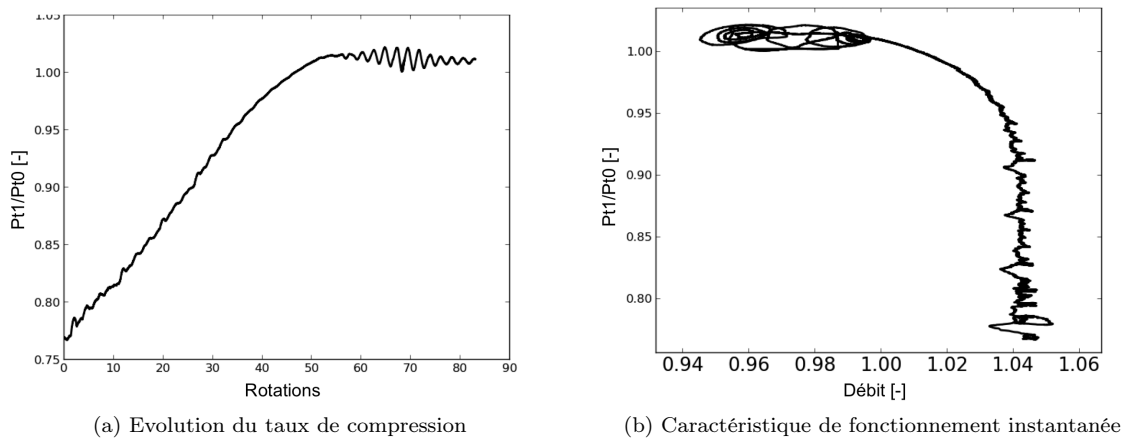 1.05
1.00
0.95
0.90
0.85
0.80
0.75
0 10 20 30 40 50 60 70 80 90
Pt1/Pt0 [-]
Rotations
(a) Evolution du taux de compression
1.00
0.95
0.90
0.85
0.80
0.94 0.96 0.98 1.00 1.02 1.04 1.06
Pt1/Pt0 [-]
Débit [-]
(b) Caractéristique de fonctionnement instantanée